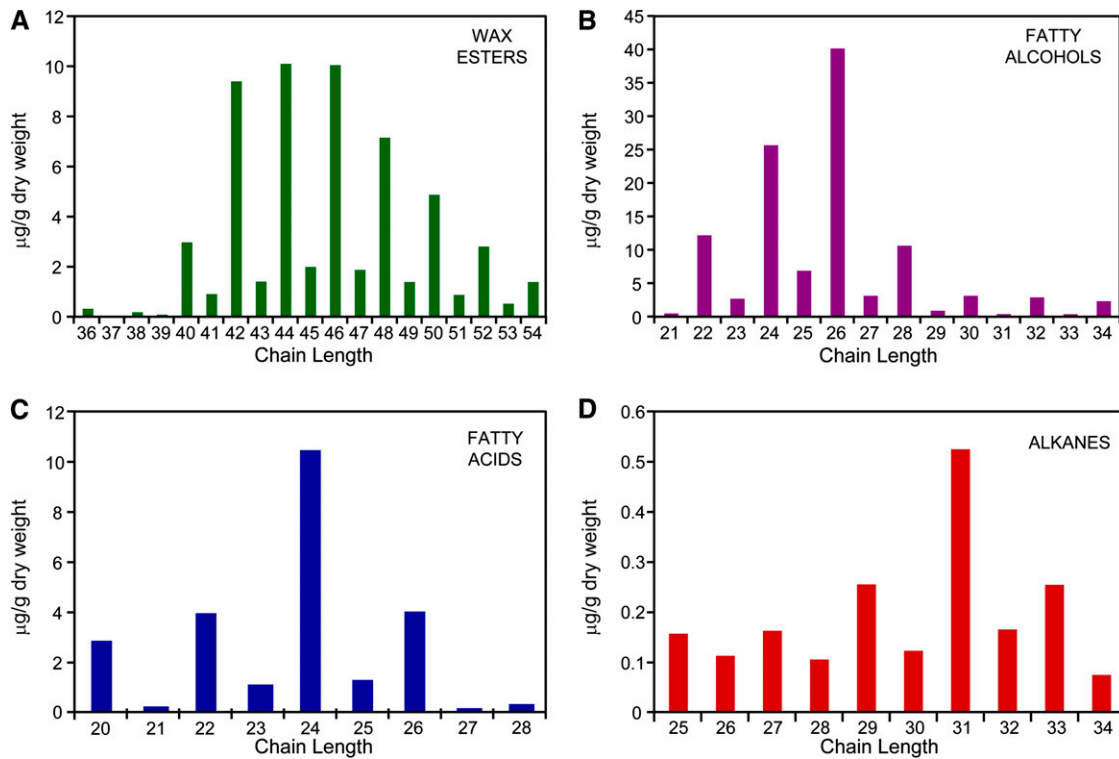 A
WAX
ESTERS
12
10
8
6
4
2
0
μg/g dry weight
36 37 38 39 40 41 42 43 44 45 46 47 48 49 50 51 52 53 54
Chain Length
B
FATTY
ALCOHOLS
45
40
35
30
25
20
15
10
5
0
μg/g dry weight
21 22 23 24 25 26 27 28 29 30 31 32 33 34
Chain Length
C
FATTY
ACIDS
12
10
8
6
4
2
0
μg/g dry weight
20 21 22 23 24 25 26 27 28
Chain Length
D
ALKANES
0.6
0.5
0.4
0.3
0.2
0.1
0
μg/g dry weight
25 26 27 28 29 30 31 32 33 34
Chain Length